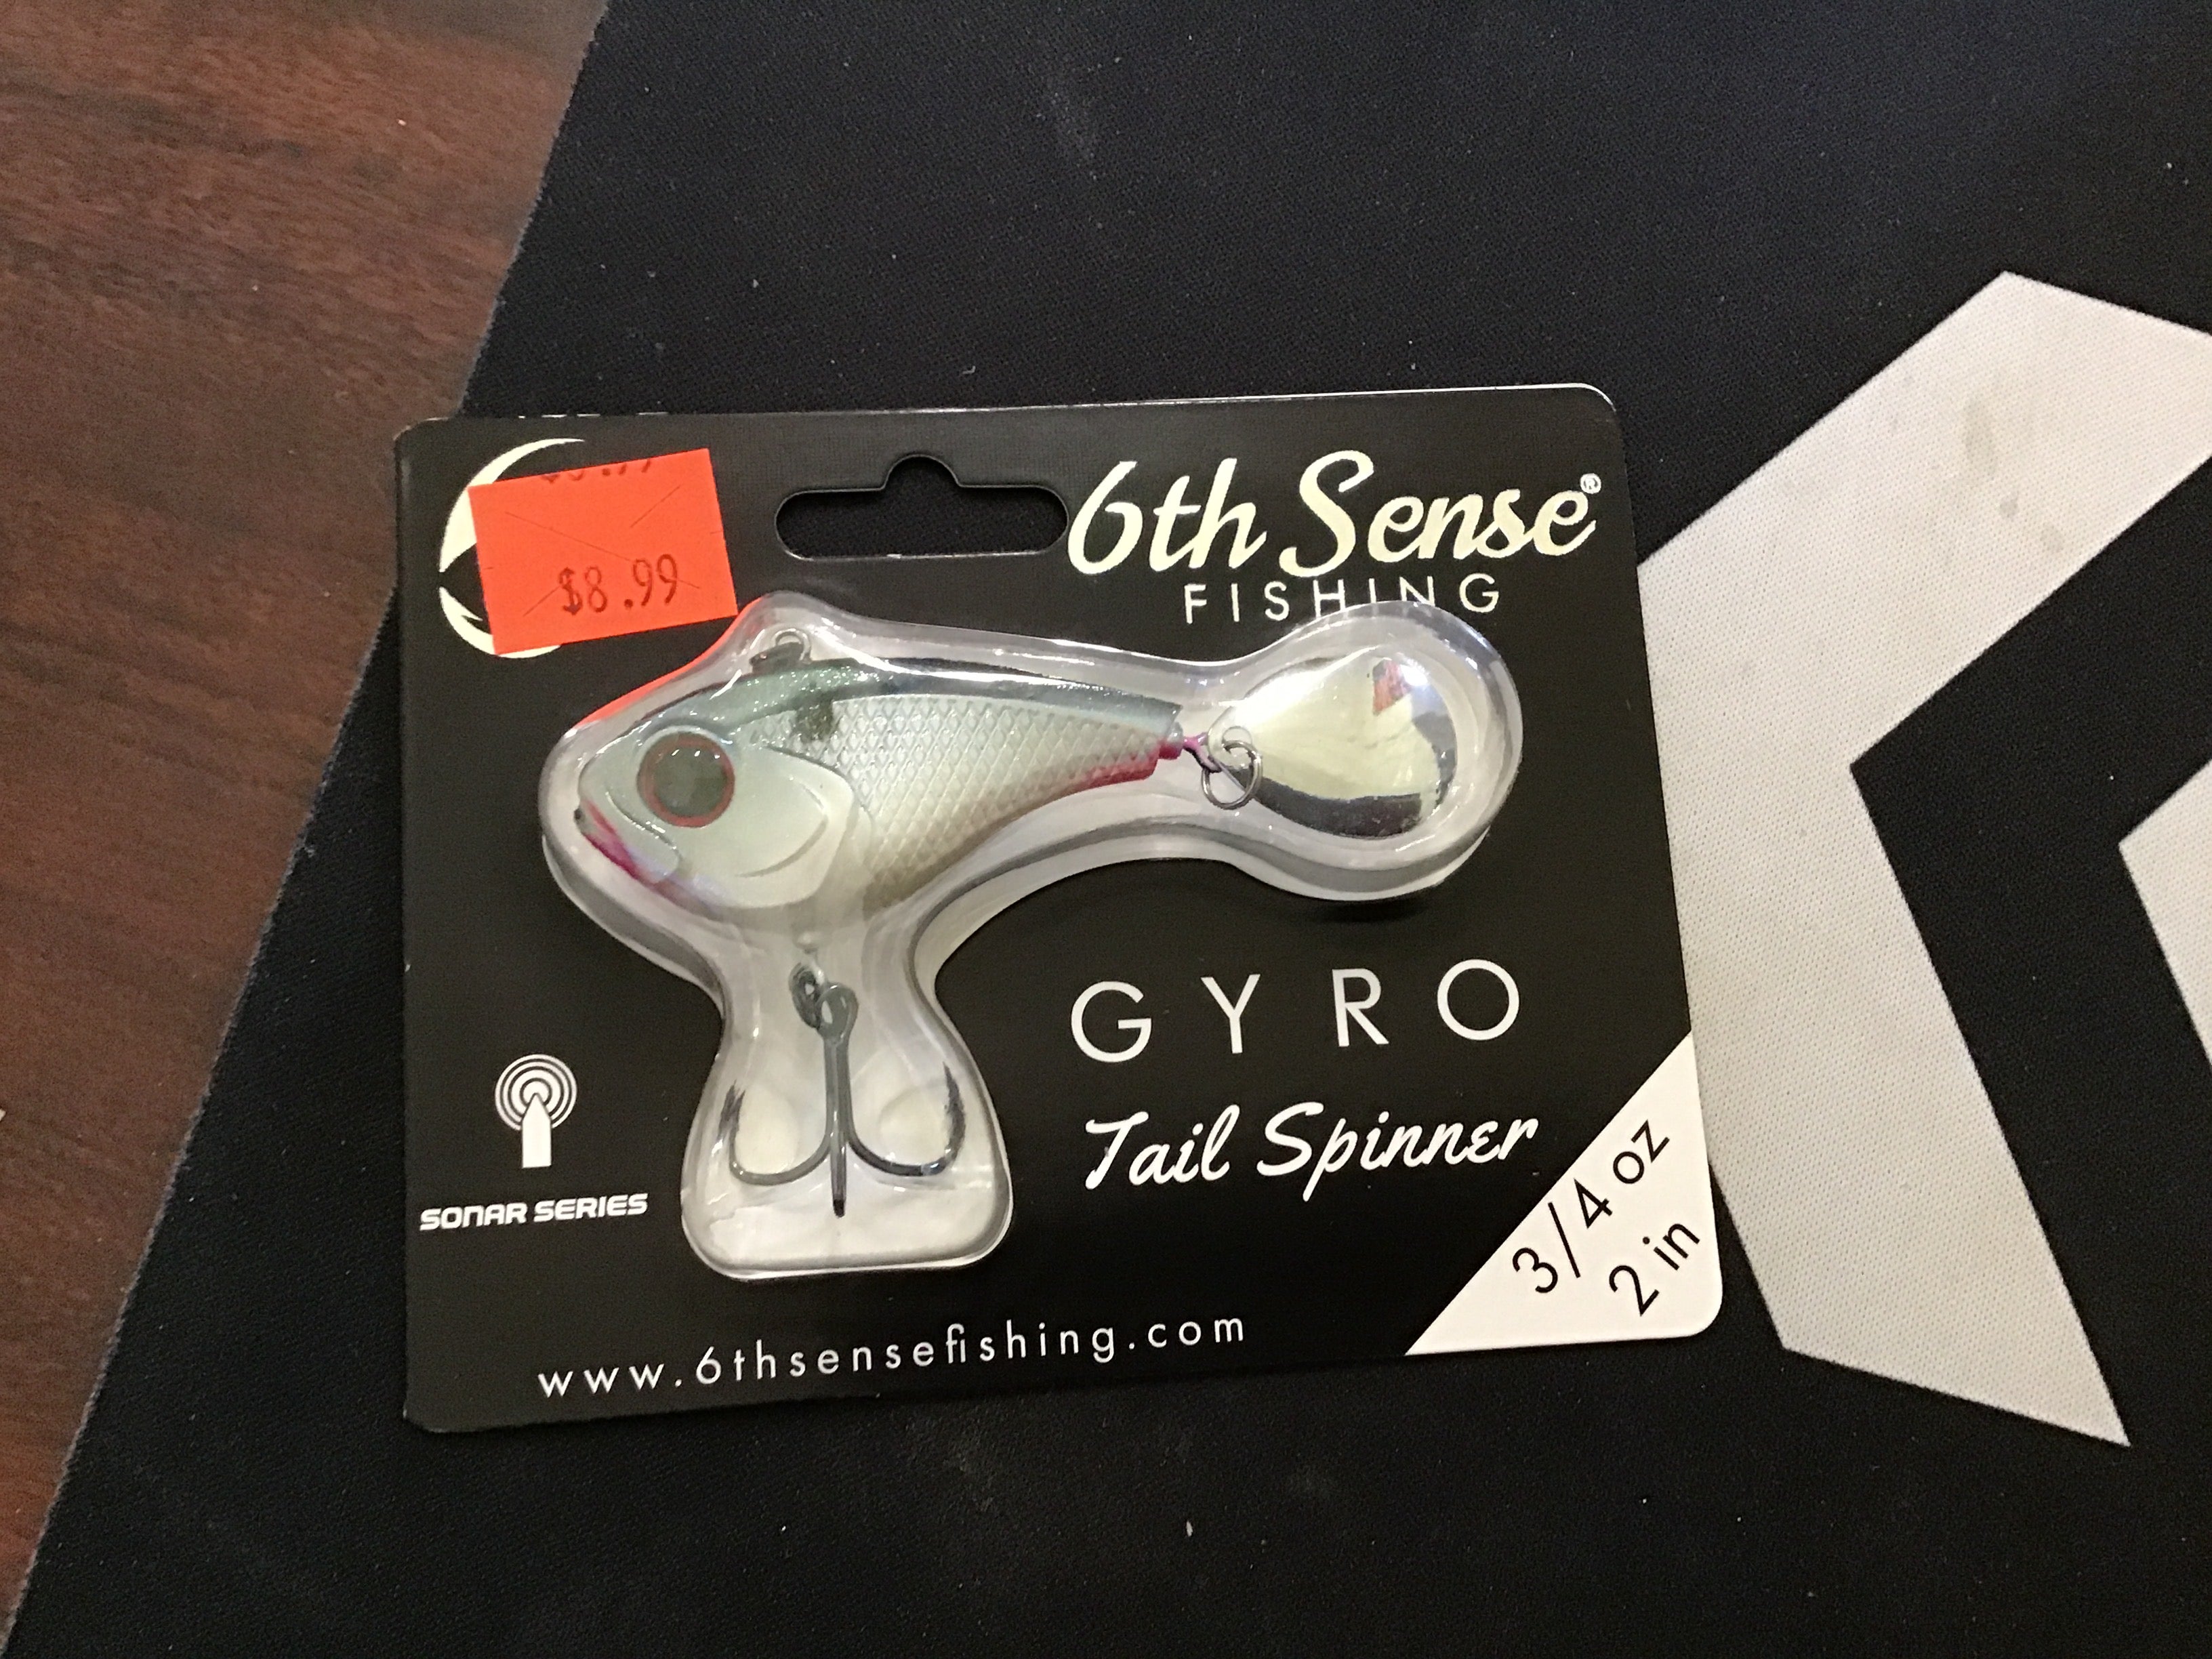 $8.99
6th Sense®
FISHING
GYRO
Tail Spinner
SONAR SERIES
3/4 oz
2 in
www.6thsensefishing.com